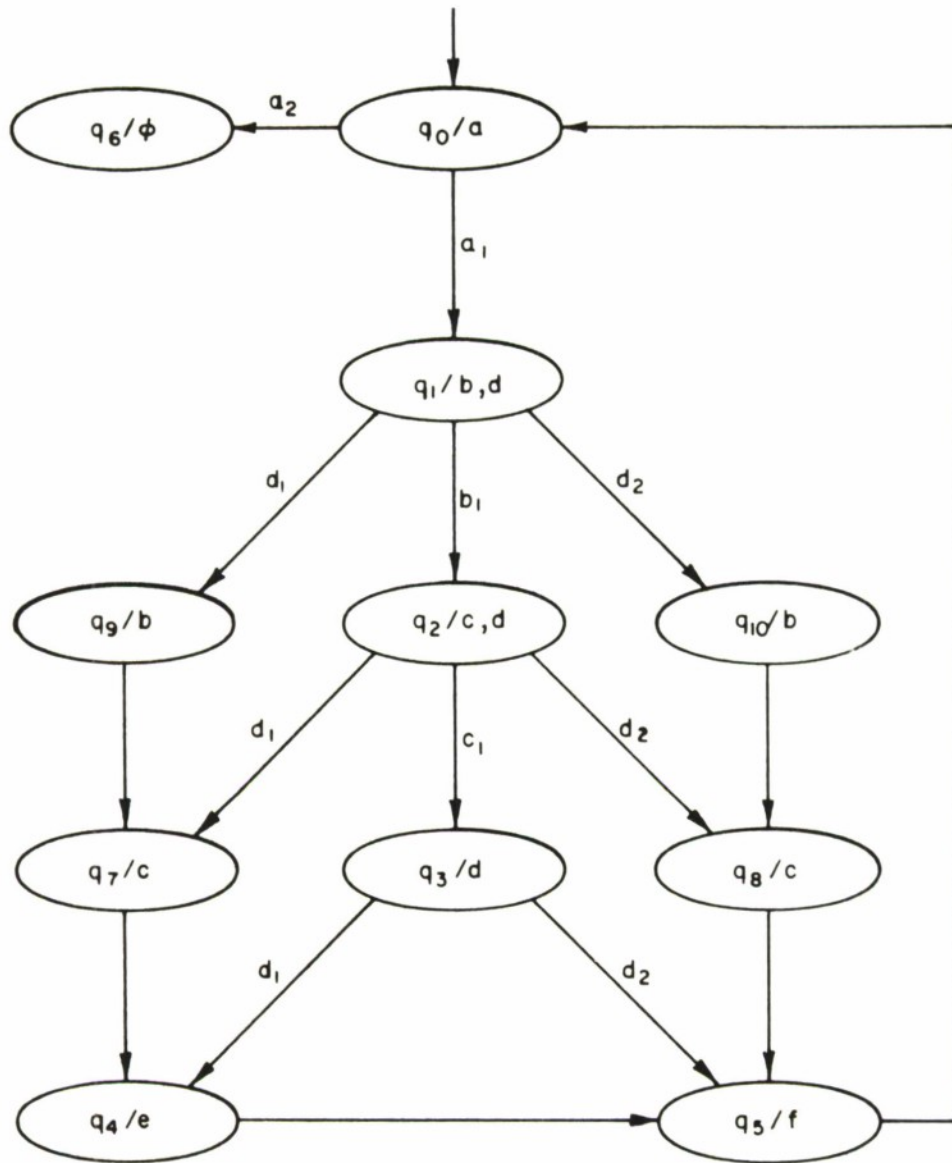 q₆/ϕ
a₂
q₀/a
a₁
q₁/b,d
d₁
b₁
d₂
q₉/b
q₂/c,d
q₁₀/b
d₁
c₁
d₂
q₇/c
q₃/d
q₈/c
d₁
d₂
q₄/e
q₅/f